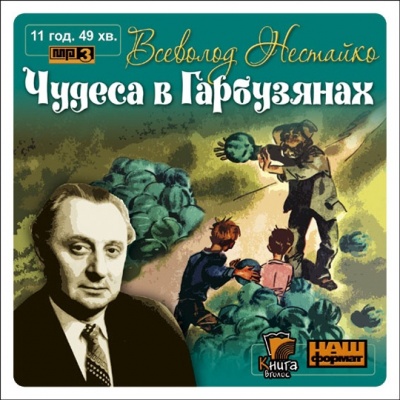 11 год. 49 хв.
mp3
Всеволод Нестайко
Чудеса в Гарбузянах
Книга
вголос
НАШ
формат